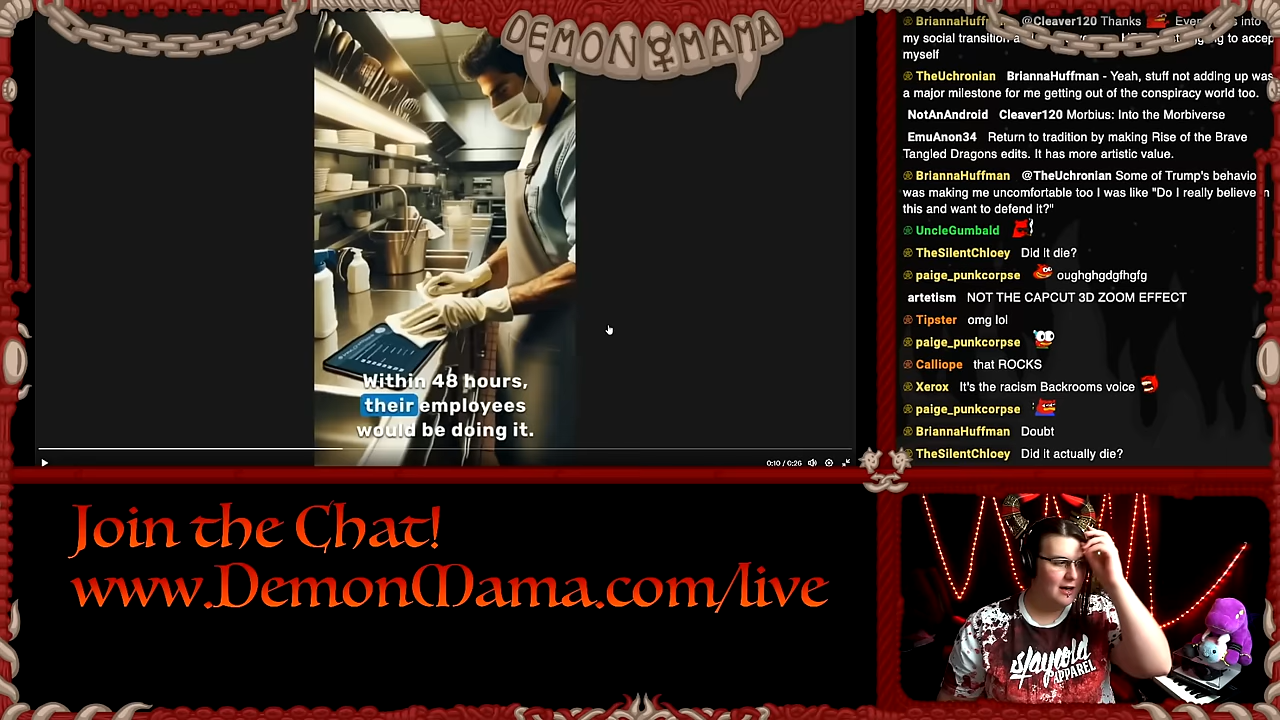 DEMON MAMA
Within 48 hours,
their employees
would be doing it.
0:10 / 0:26
@Cleaver120 Thanks
into
my social transition
to accep
myself
TheUchronian BriannaHuffman - Yeah, stuff not adding up was
a major milestone for me getting out of the conspiracy world too.
NotAnAndroid Cleaver120 Morbius: Into the Morbiverse
EmuAnon34 Return to tradition by making Rise of the Brave
Tangled Dragons edits. It has more artistic value.
BriannaHuffman @TheUchronian Some of Trump's behavio
was making me uncomfortable too I was like "Do I really believe in
this and want to defend it?"
UncleGumbald
TheSilentChloey Did it die?
paige_punkcorpse oughghgdgfhgfg
artetism NOT THE CAPCUT 3D ZOOM EFFECT
Tipster omg lol
paige_punkcorpse
Calliope that ROCKS
Xerox It's the racism Backrooms voice
paige_punkcorpse
BriannaHuffman Doubt
TheSilentChloey Did it actually die?
Join the Chat!
www.DemonMama.com/live
staycold
APPAREL